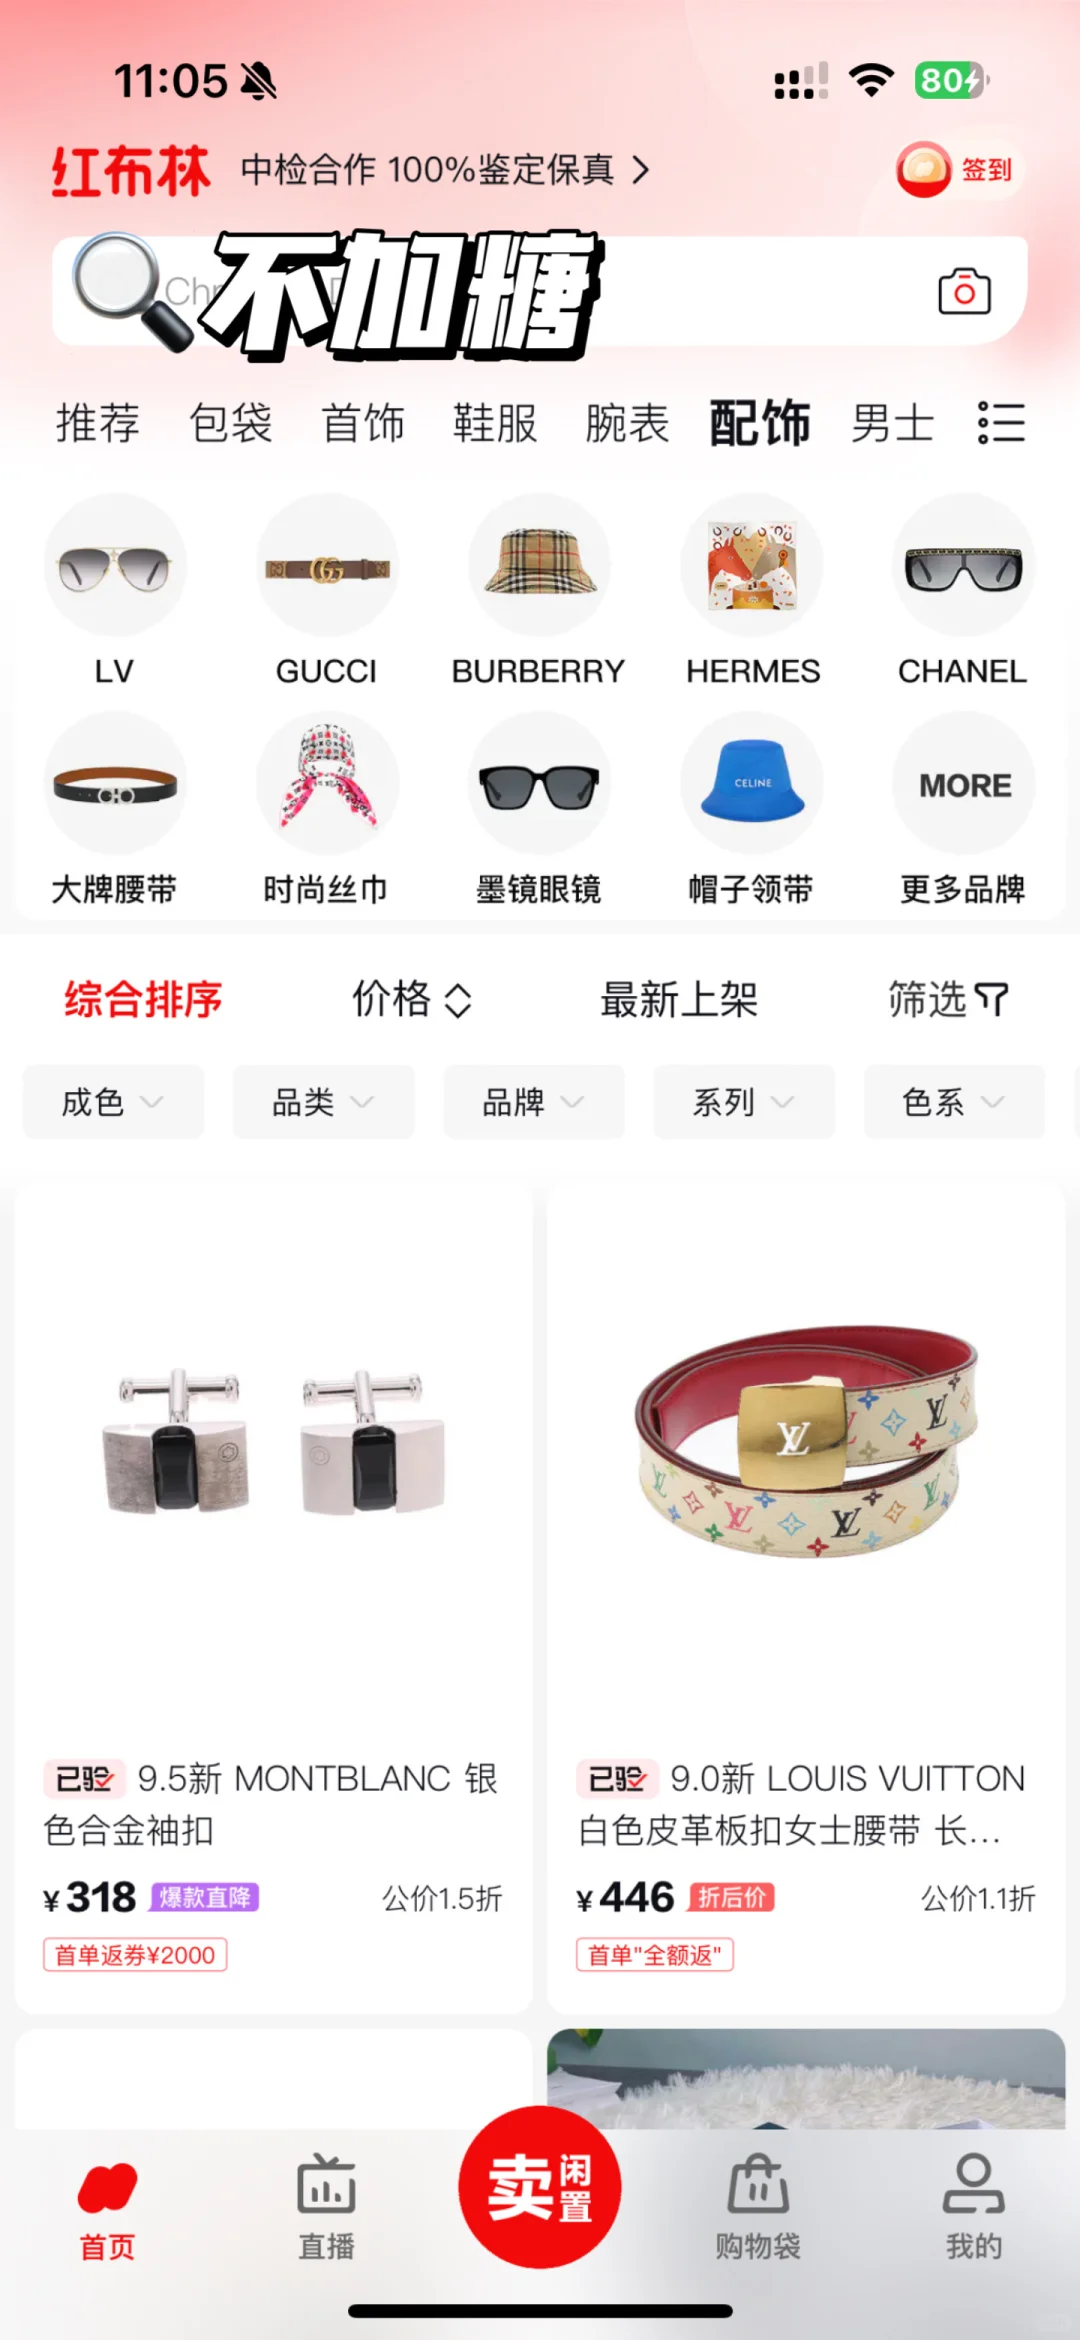 11:05
80
红布林 中检合作 100%鉴定保真
签到
不加糖
推荐 包袋 首饰 鞋服 腕表 配饰 男士
LV GUCCI BURBERRY HERMES CHANEL
CELINE
MORE
大牌腰带 时尚丝巾 墨镜眼镜 帽子领带 更多品牌
综合排序 价格 最新上架 筛选
成色 品类 品牌 系列 色系
已验 9.5新 MONTBLANC 银
色合金袖扣
¥318 爆款直降 公价1.5折
首单返券¥2000
已验 9.0新 LOUIS VUITTON
白色皮革板扣女士腰带 长...
¥446 折后价 公价1.1折
首单"全额返"
首页 直播 卖闲置 购物袋 我的